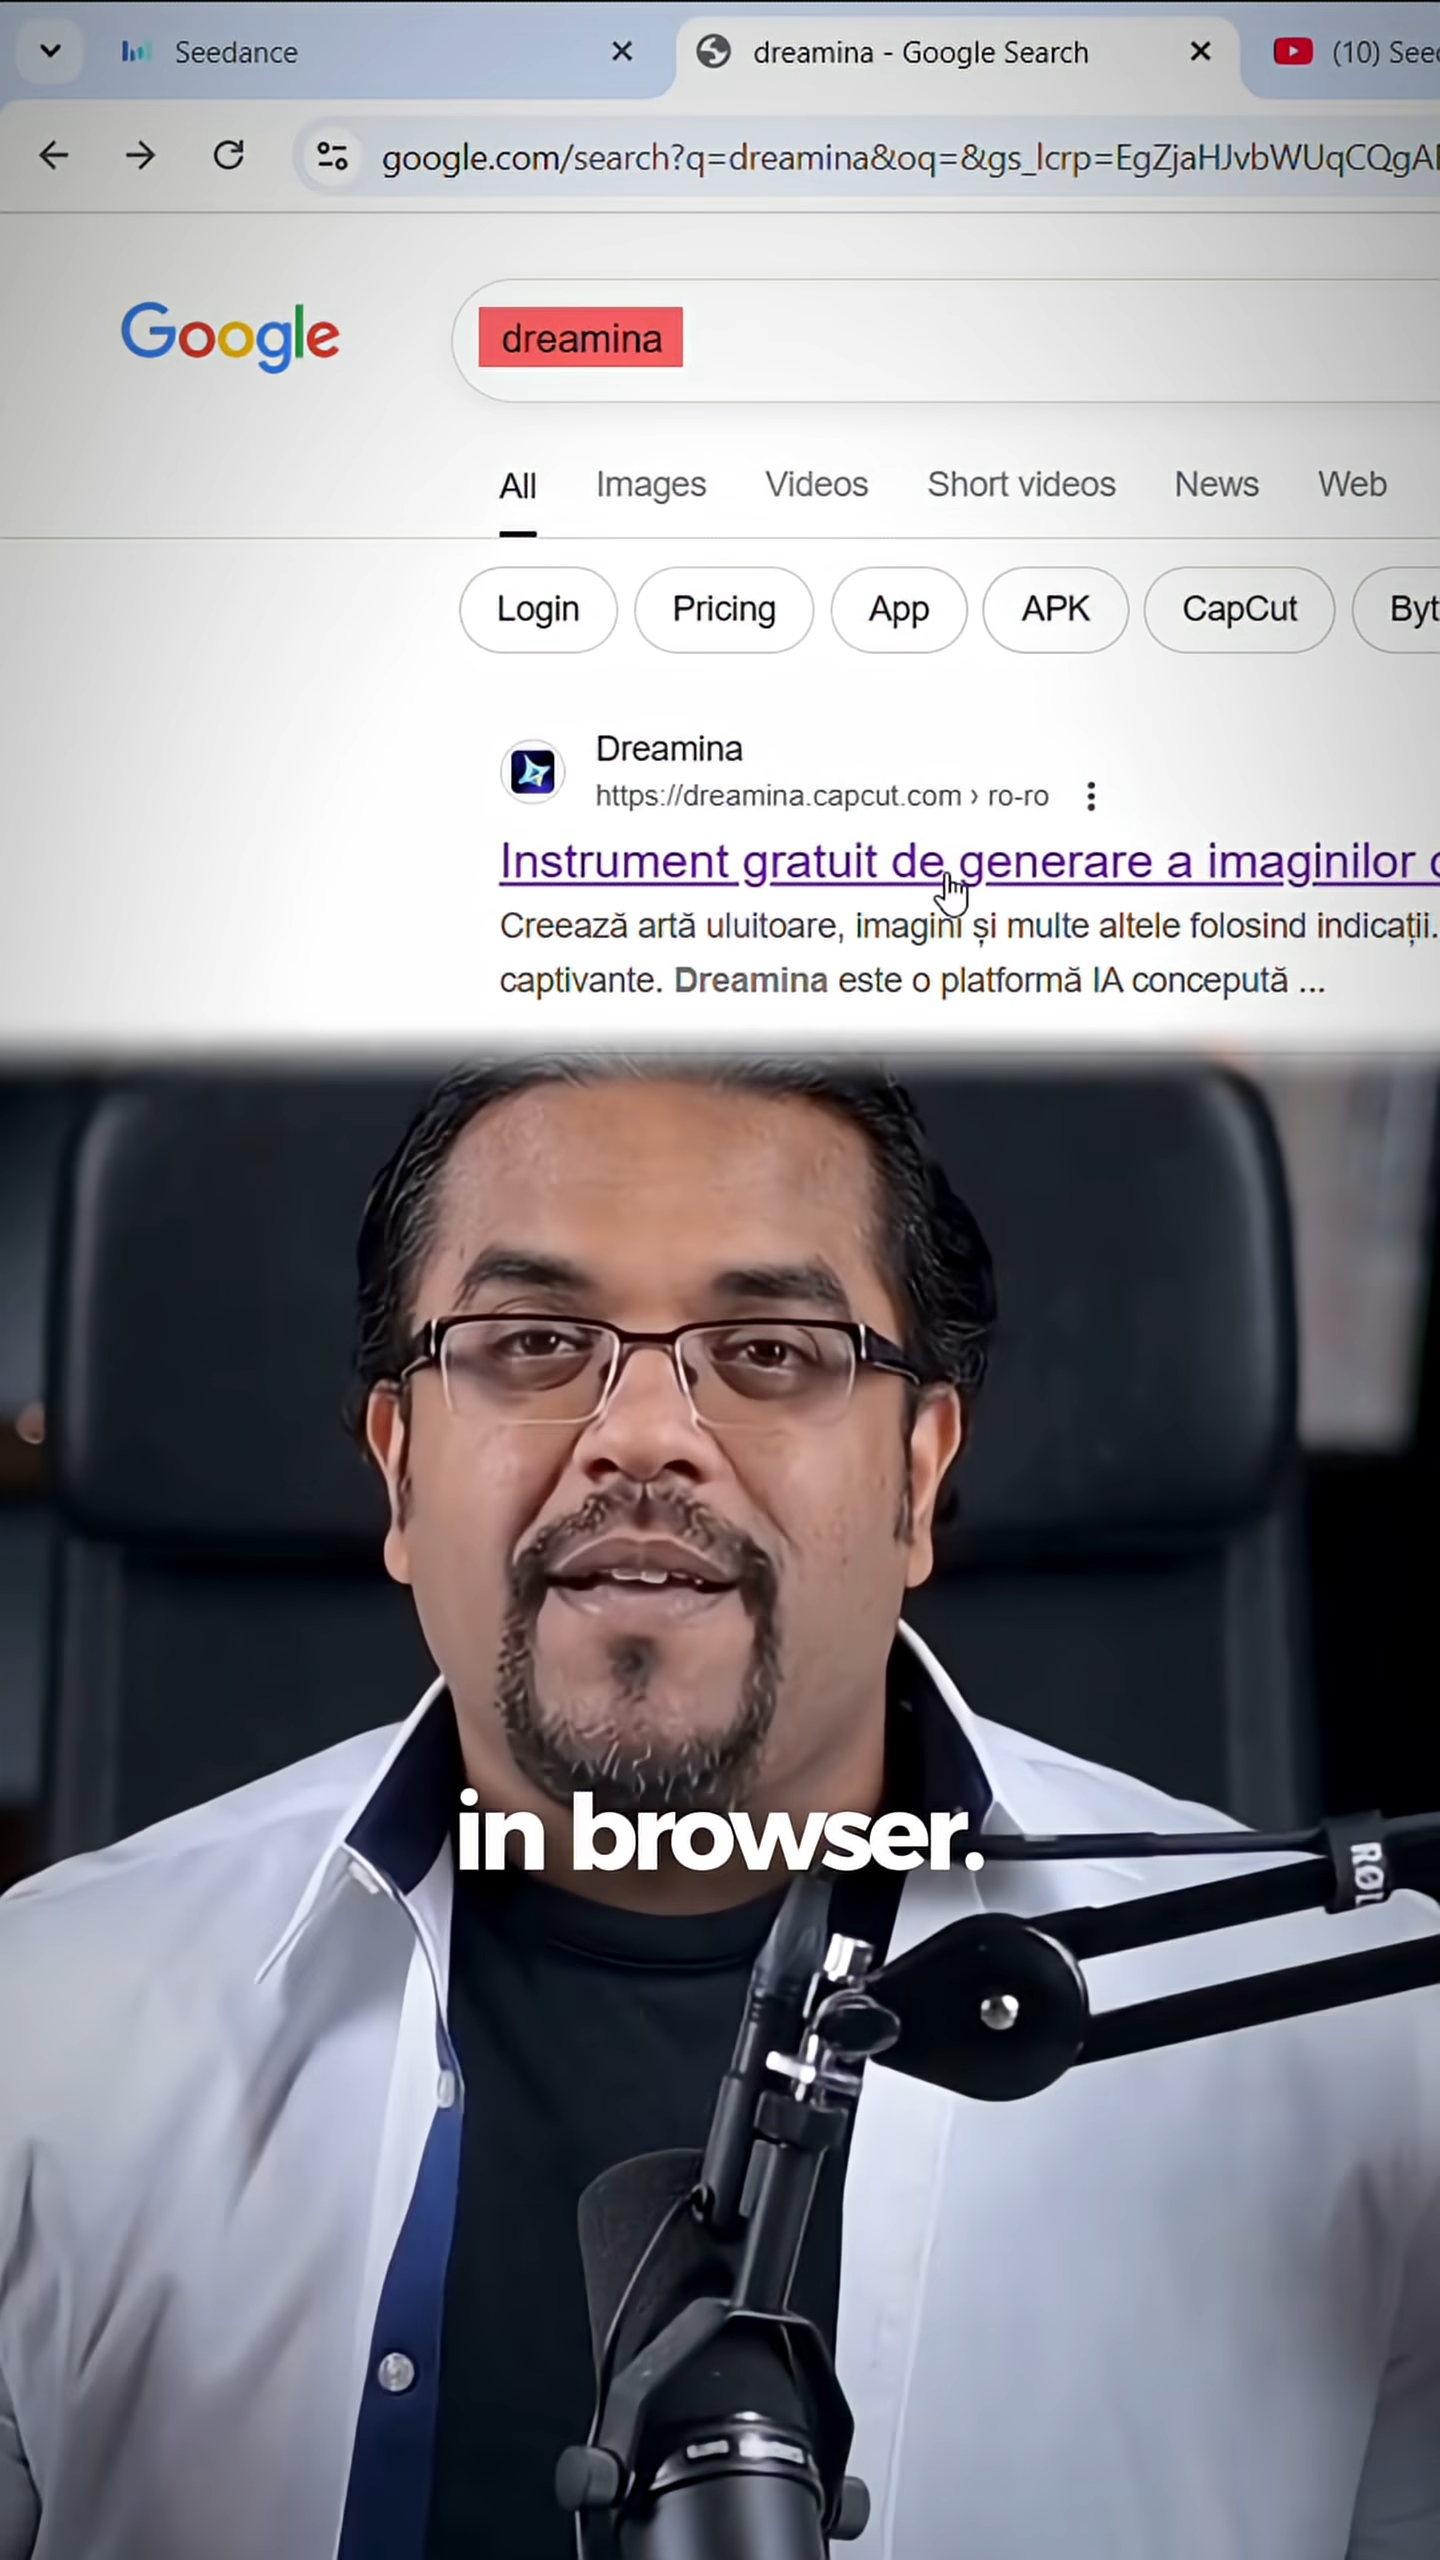 Seedance
dreamina - Google Search
(10) See
google.com/search?q=dreamina&oq=&gs_lcrp=EgZjaHJvbWUqCQgA
Google
dreamina
All Images Videos Short videos News Web
Login Pricing App APK CapCut Byt
Dreamina
https://dreamina.capcut.com › ro-ro
Instrument gratuit de generare a imaginilor
Creează artă uluitoare, imagini și multe altele folosind indicații.
captivante. Dreamina este o platformă IA concepută ...
in browser.
RØ